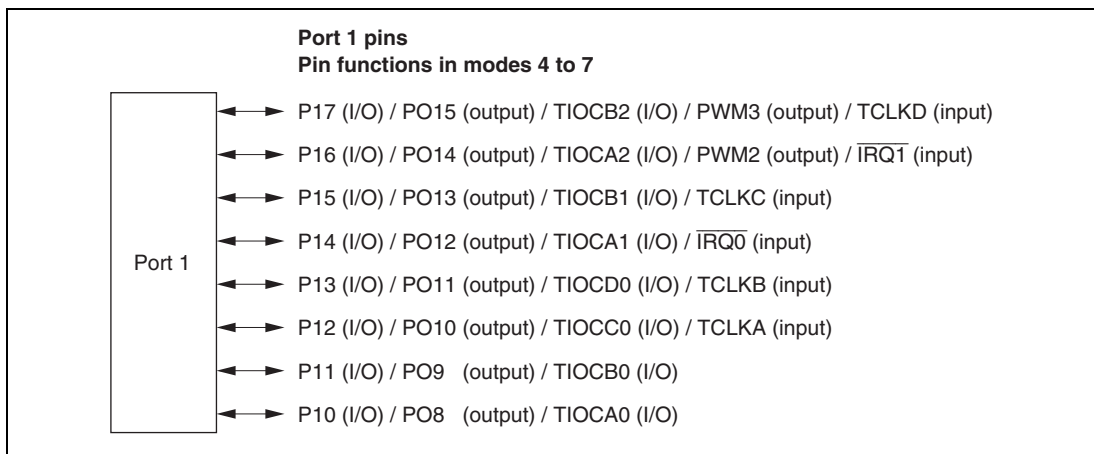 Port 1 pins
Pin functions in modes 4 to 7
P17 (I/O) / PO15 (output) / TIOCB2 (I/O) / PWM3 (output) / TCLKD (input)
P16 (I/O) / PO14 (output) / TIOCA2 (I/O) / PWM2 (output) / I̅R̅Q̅1̅ (input)
P15 (I/O) / PO13 (output) / TIOCB1 (I/O) / TCLKC (input)
P14 (I/O) / PO12 (output) / TIOCA1 (I/O) / I̅R̅Q̅0̅ (input)
Port 1
P13 (I/O) / PO11 (output) / TIOCD0 (I/O) / TCLKB (input)
P12 (I/O) / PO10 (output) / TIOCC0 (I/O) / TCLKA (input)
P11 (I/O) / PO9 (output) / TIOCB0 (I/O)
P10 (I/O) / PO8 (output) / TIOCA0 (I/O)